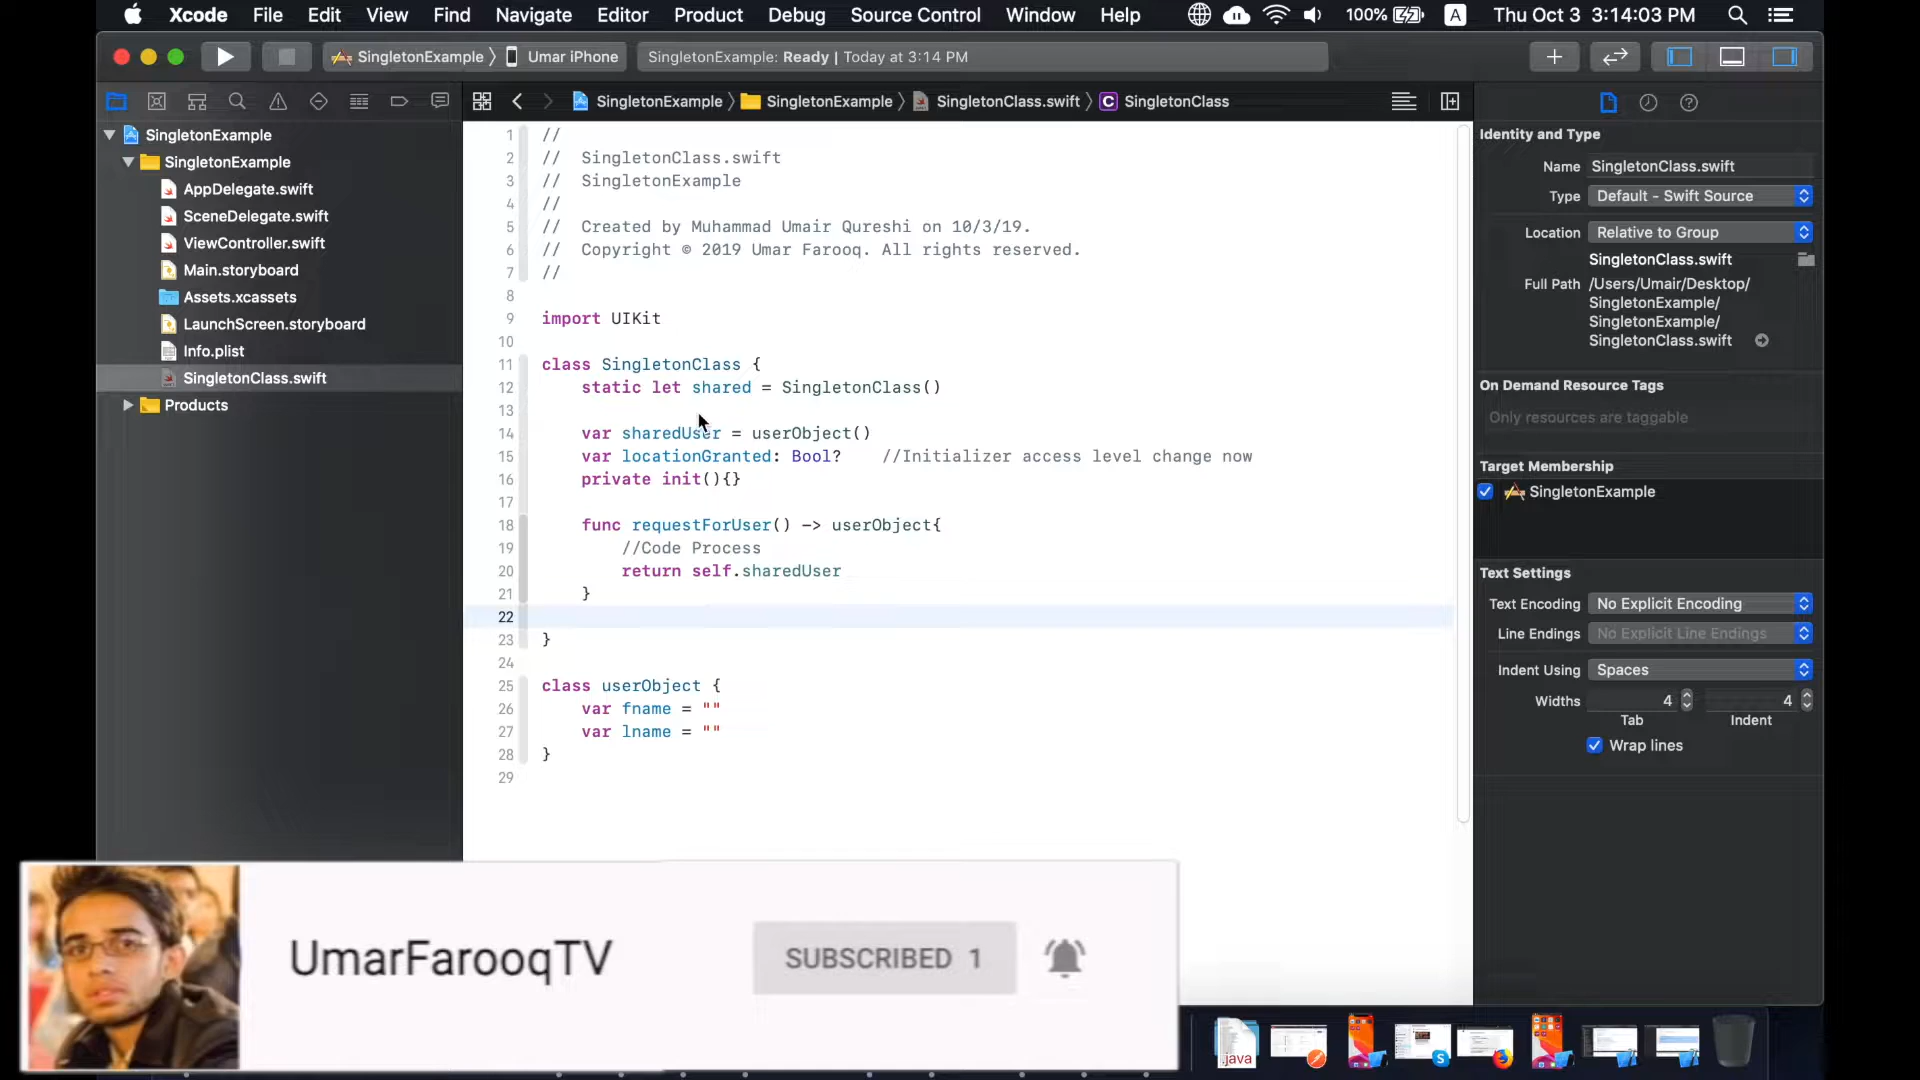 Xcode File Edit View Find Navigate Editor Product Debug Source Control Window Help 100% A Thu Oct 3 3:14:03 PM
SingletonExample Umar iPhone SingletonExample: Ready | Today at 3:14 PM
SingletonExample SingletonExample SingletonClass.swift C SingletonClass
SingletonExample
SingletonExample
AppDelegate.swift
SceneDelegate.swift
ViewController.swift
Main.storyboard
Assets.xcassets
LaunchScreen.storyboard
Info.plist
SingletonClass.swift
Products
1 //
2 // SingletonClass.swift
3 // SingletonExample
4 //
5 // Created by Muhammad Umair Qureshi on 10/3/19.
6 // Copyright © 2019 Umar Farooq. All rights reserved.
7 //
8
9 import UIKit
10
11 class SingletonClass {
12 static let shared = SingletonClass()
13
14 var sharedUser = userObject()
15 var locationGranted: Bool? //Initializer access level change now
16 private init(){}
17
18 func requestForUser() -> userObject{
19 //Code Process
20 return self.sharedUser
21 }
22
23 }
24
25 class userObject {
26 var fname = ""
27 var lname = ""
28 }
29
Identity and Type
Name SingletonClass.swift
Type Default - Swift Source
Location Relative to Group
SingletonClass.swift
Full Path /Users/Umair/Desktop/
SingletonExample/
SingletonExample/
SingletonClass.swift
On Demand Resource Tags
Only resources are taggable
Target Membership
SingletonExample
Text Settings
Text Encoding No Explicit Encoding
Line Endings No Explicit Line Endings
Indent Using Spaces
Widths 4 4
Tab Indent
Wrap lines
UmarFarooqTV SUBSCRIBED 1
.java